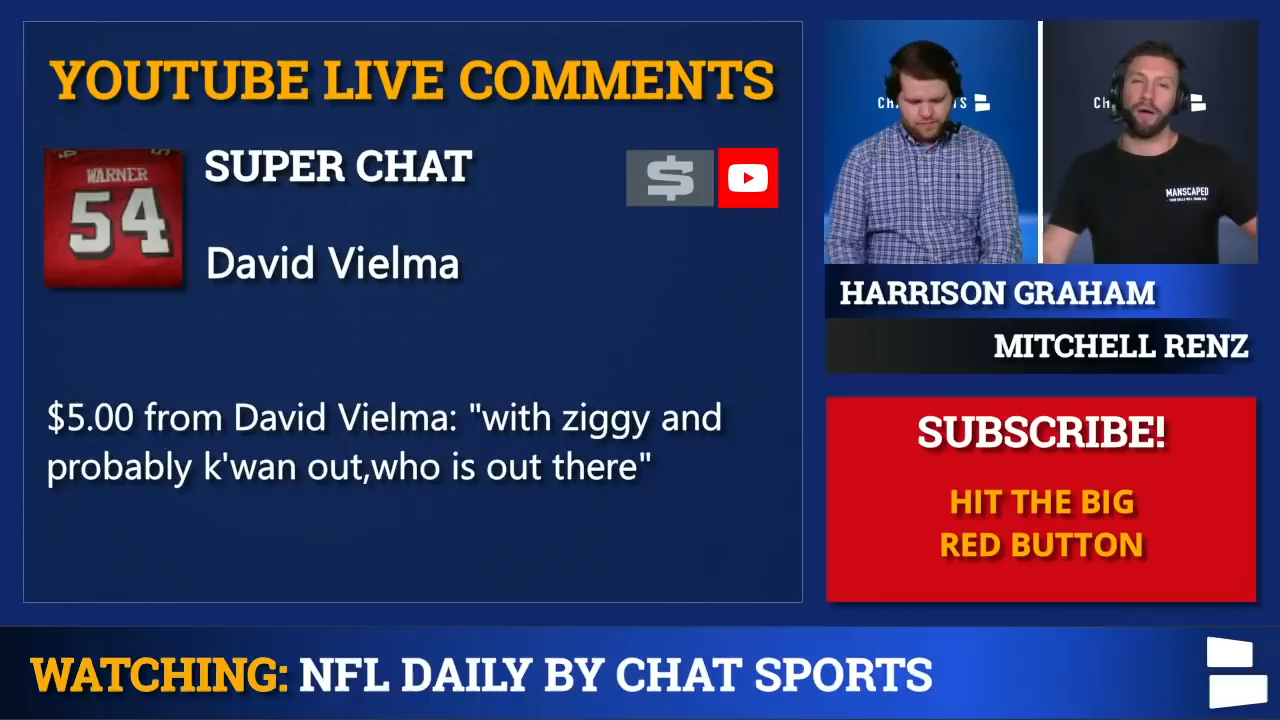 YOUTUBE LIVE COMMENTS
WARNER
54
SUPER CHAT
$
David Vielma
$5.00 from David Vielma: "with ziggy and
probably k'wan out,who is out there"
MANSCAPED
HARRISON GRAHAM
MITCHELL RENZ
SUBSCRIBE!
HIT THE BIG
RED BUTTON
WATCHING: NFL DAILY BY CHAT SPORTS